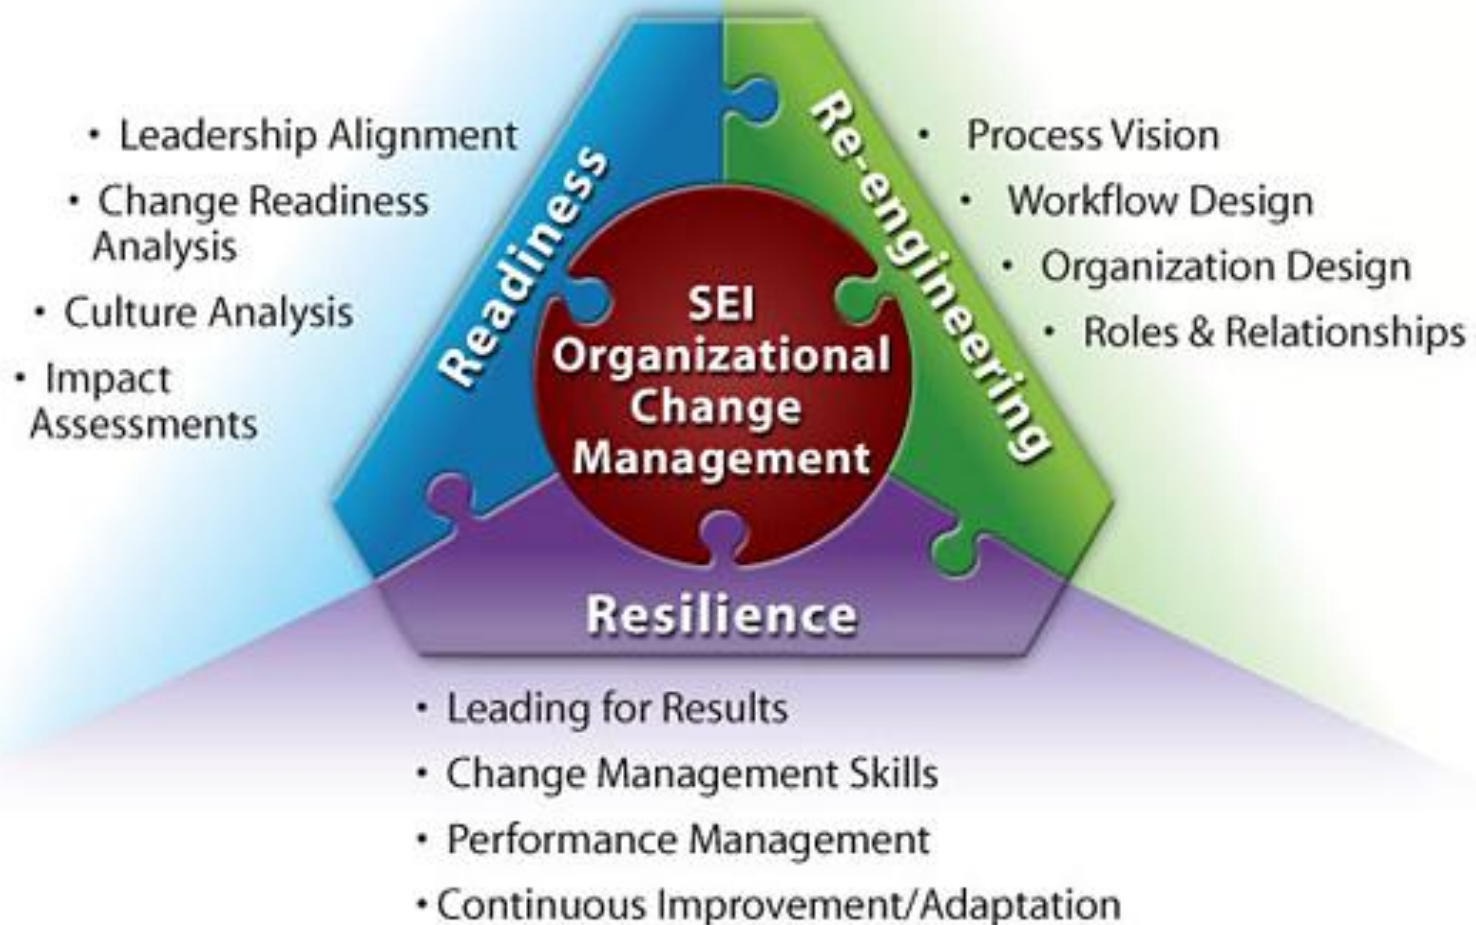 • Leadership Alignment
• Change Readiness
Analysis
• Culture Analysis
• Impact
Assessments
Readiness
Re-engineering
• Process Vision
• Workflow Design
• Organization Design
• Roles & Relationships
SEI
Organizational
Change
Management
Resilience
• Leading for Results
• Change Management Skills
• Performance Management
• Continuous Improvement/Adaptation